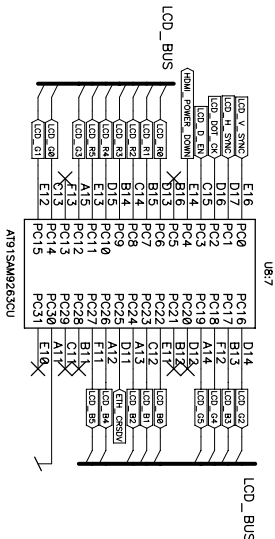 LCD_BUS
LCD_V_SYNC
LCD_H_SYNC
LCD_DOT_CK
LCD_D_EN
HDMI_POWER_DOWN
LCD_R0
LCD_R1
LCD_R2
LCD_R3
LCD_R4
LCD_R5
LCD_G3
LCD_G0
LCD_G1
U8:7
E16 PC0 PC16 D14
D17 PC1 PC17 B13
D16 PC2 PC18 F12
C15 PC3 PC19 A14
E14 PC4 PC20 D12
B16 PC5 PC21 B12
D13 PC6 PC22 E11
B15 PC7 PC23 C12
C14 PC8 PC24 A13
B14 PC9 PC25 D11
D15 PC10 PC26 A12
E13 PC11 PC27 F11
A15 PC12 PC28 B11
F13 PC13 PC29 C11
C13 PC14 PC30 A11
E12 PC15 PC31 E10
AT91SAM9263CU
LCD_G2
LCD_B3
LCD_G4
LCD_G5
LCD_B0
LCD_B1
LCD_B2
ETH_CRSDV
LCD_B4
LCD_B5
LCD_BUS